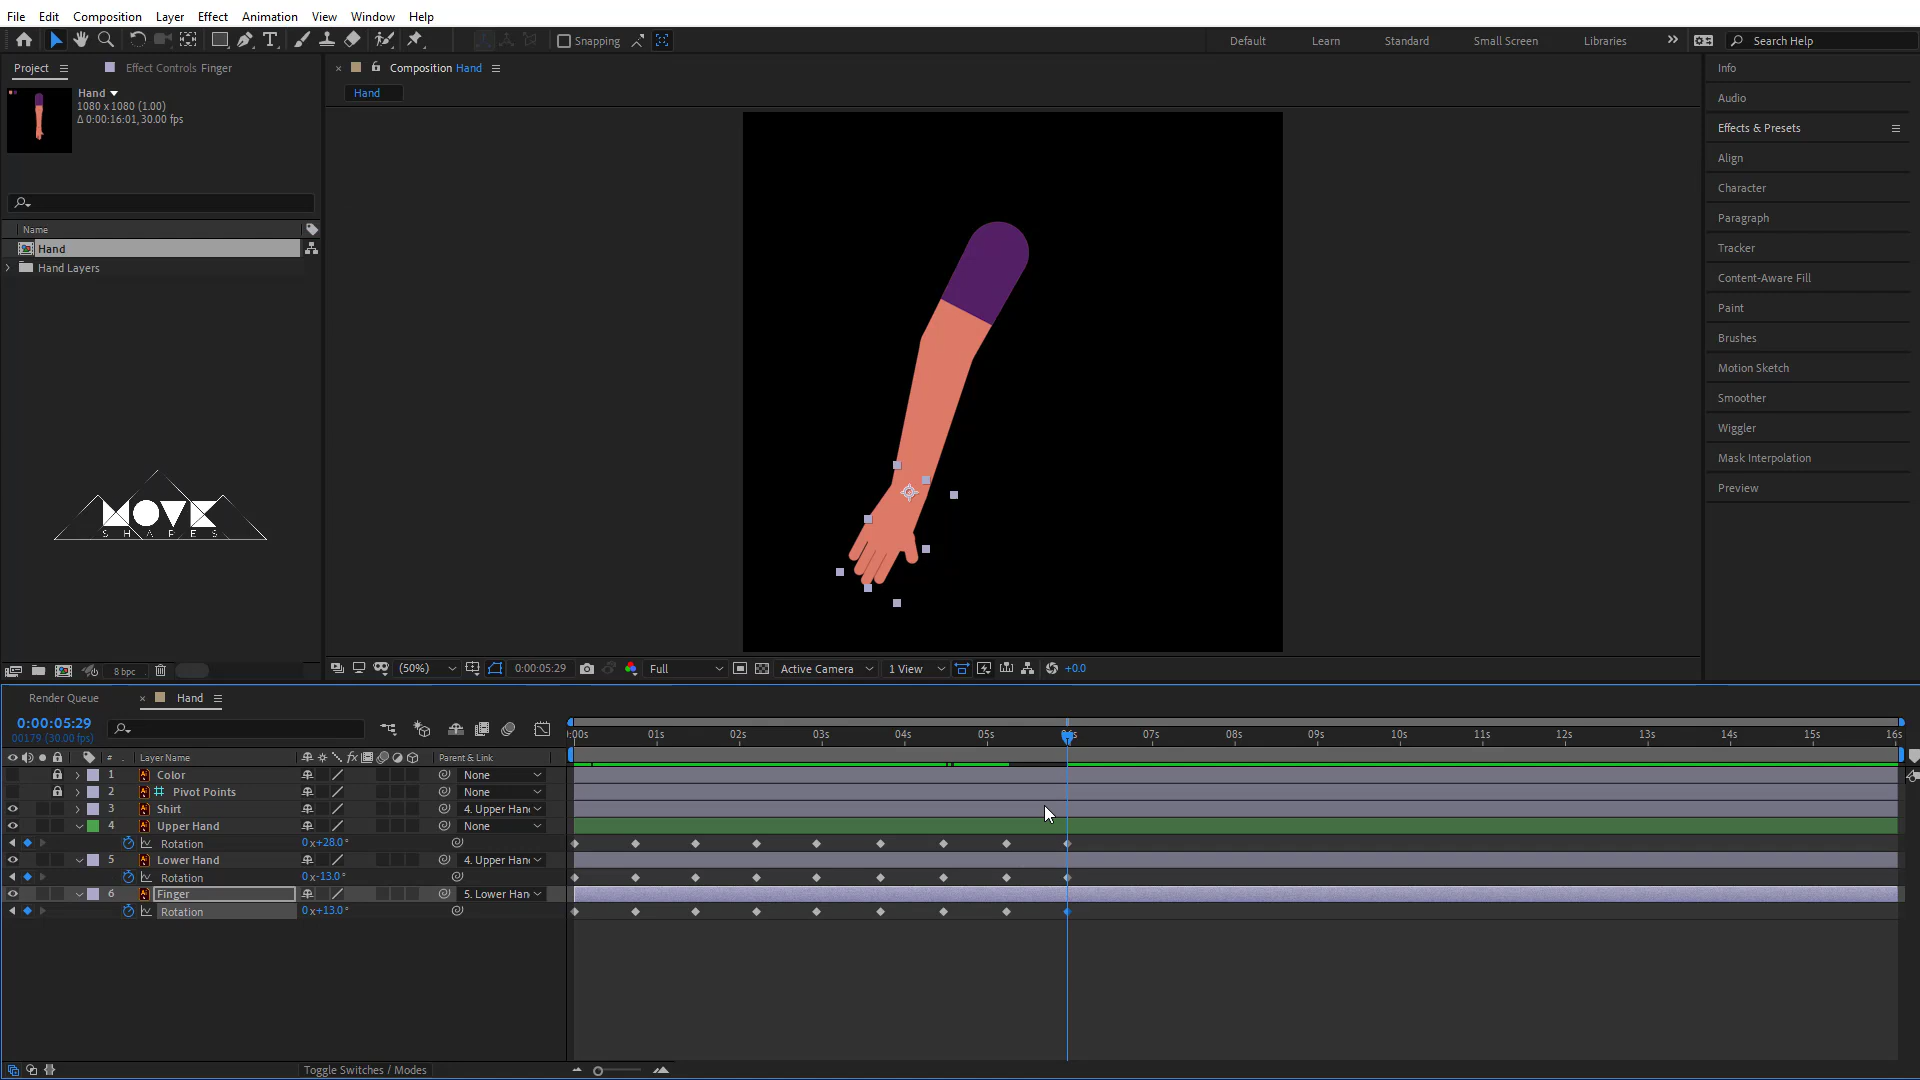 File Edit Composition Layer Effect Animation View Window Help
Snapping Default Learn Standard Small Screen Libraries Search Help
Project Effect Controls Finger Composition Hand Info
Hand
Hand
1080 x 1080 (1.00)
Δ 0:00:16:01, 30.00 fps
Audio
Effects & Presets
Align
Character
Paragraph
Tracker
Content-Aware Fill
Paint
Brushes
Motion Sketch
Smoother
Wiggler
Mask Interpolation
Preview
Name
Hand
Hand Layers
MOVE
SHAPES
8 bpc (50%) 0:00:05:29 Full Active Camera 1 View +0.0
Render Queue Hand
0:00:05:29
00179 (30.00 fps)
:00s 01s 02s 03s 04s 05s 07s 08s 09s 10s 11s 12s 13s 14s 15s 16s
# Layer Name fx Parent & Link
1 Color None
2 Pivot Points None
3 Shirt 4. Upper Han
4 Upper Hand None
Rotation 0 x+28.0°
5 Lower Hand 4. Upper Han
Rotation 0 x-13.0°
6 Finger 5. Lower Han
Rotation 0 x+13.0°
Toggle Switches / Modes